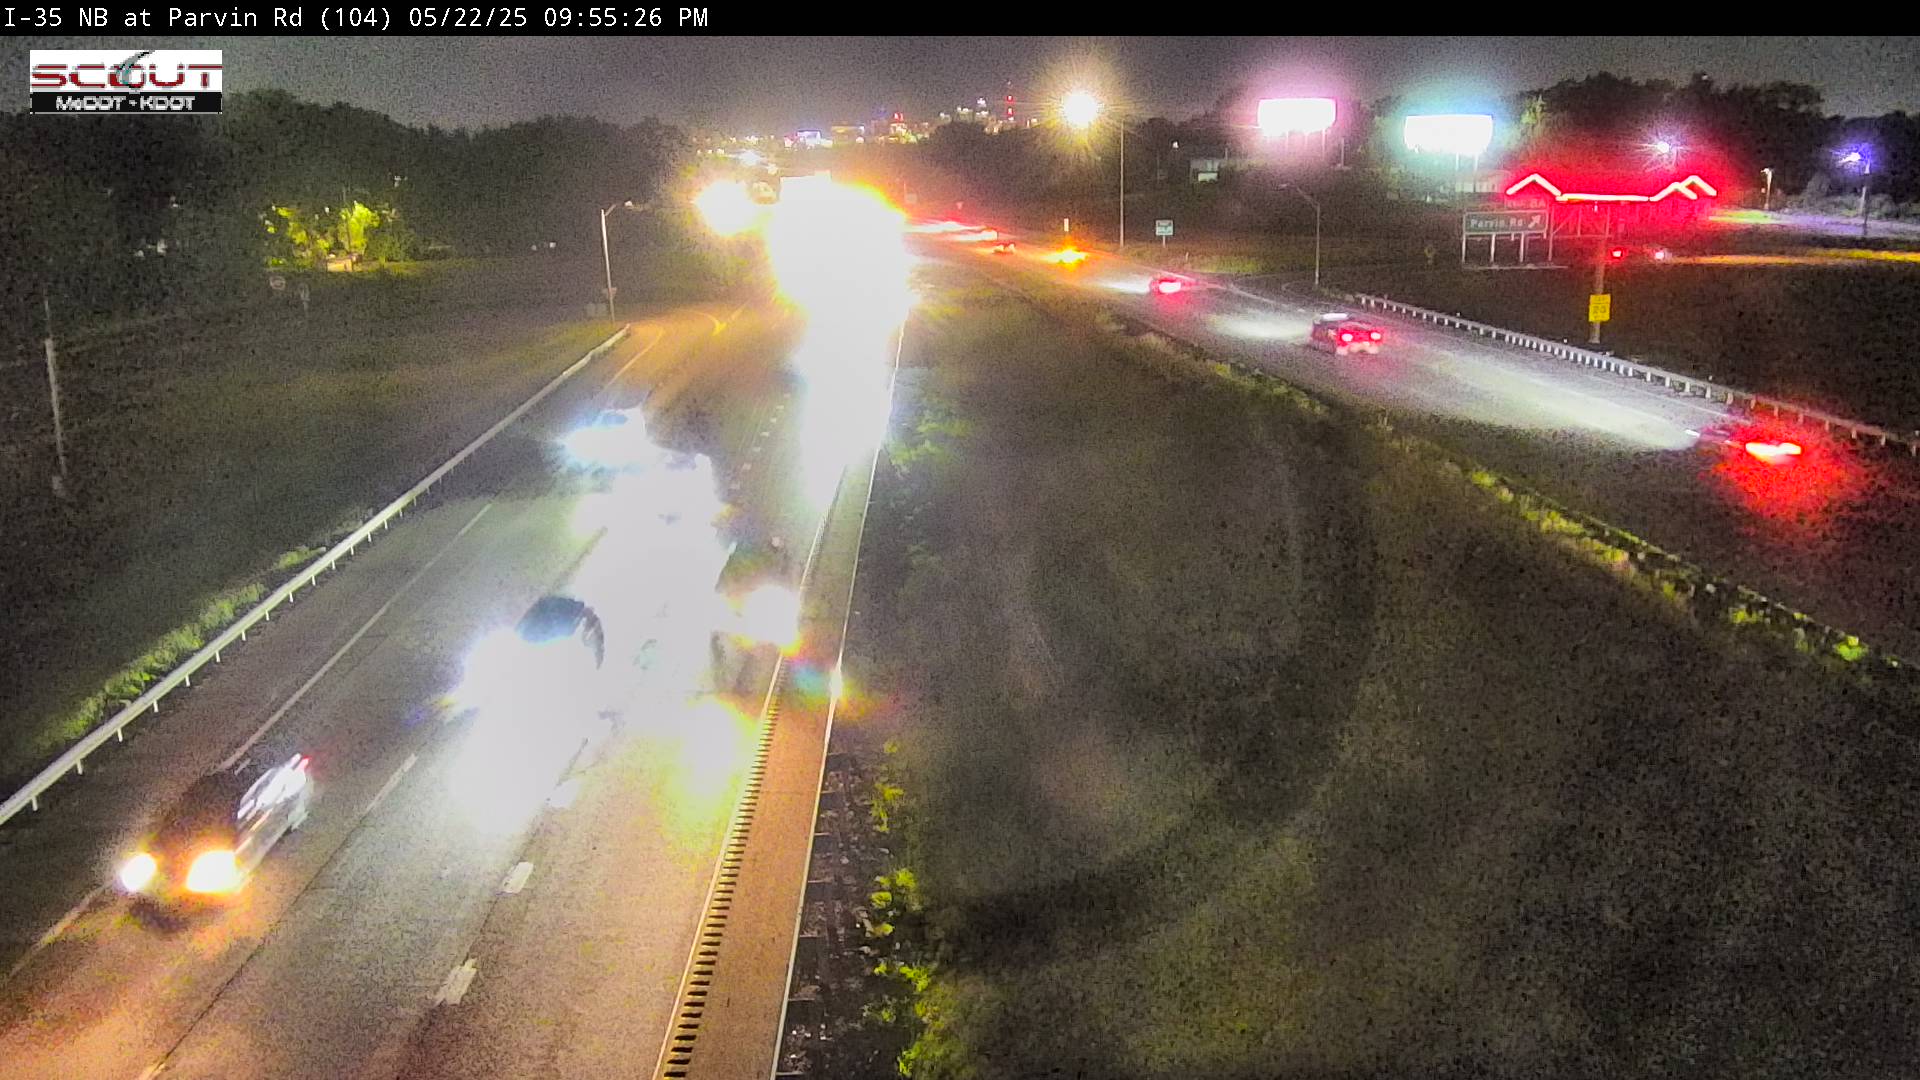 I-35 NB at Parvin Rd (104) 05/22/25 09:55:26 PM
SCOUT
MoDOT - KDOT
Parvin Rd